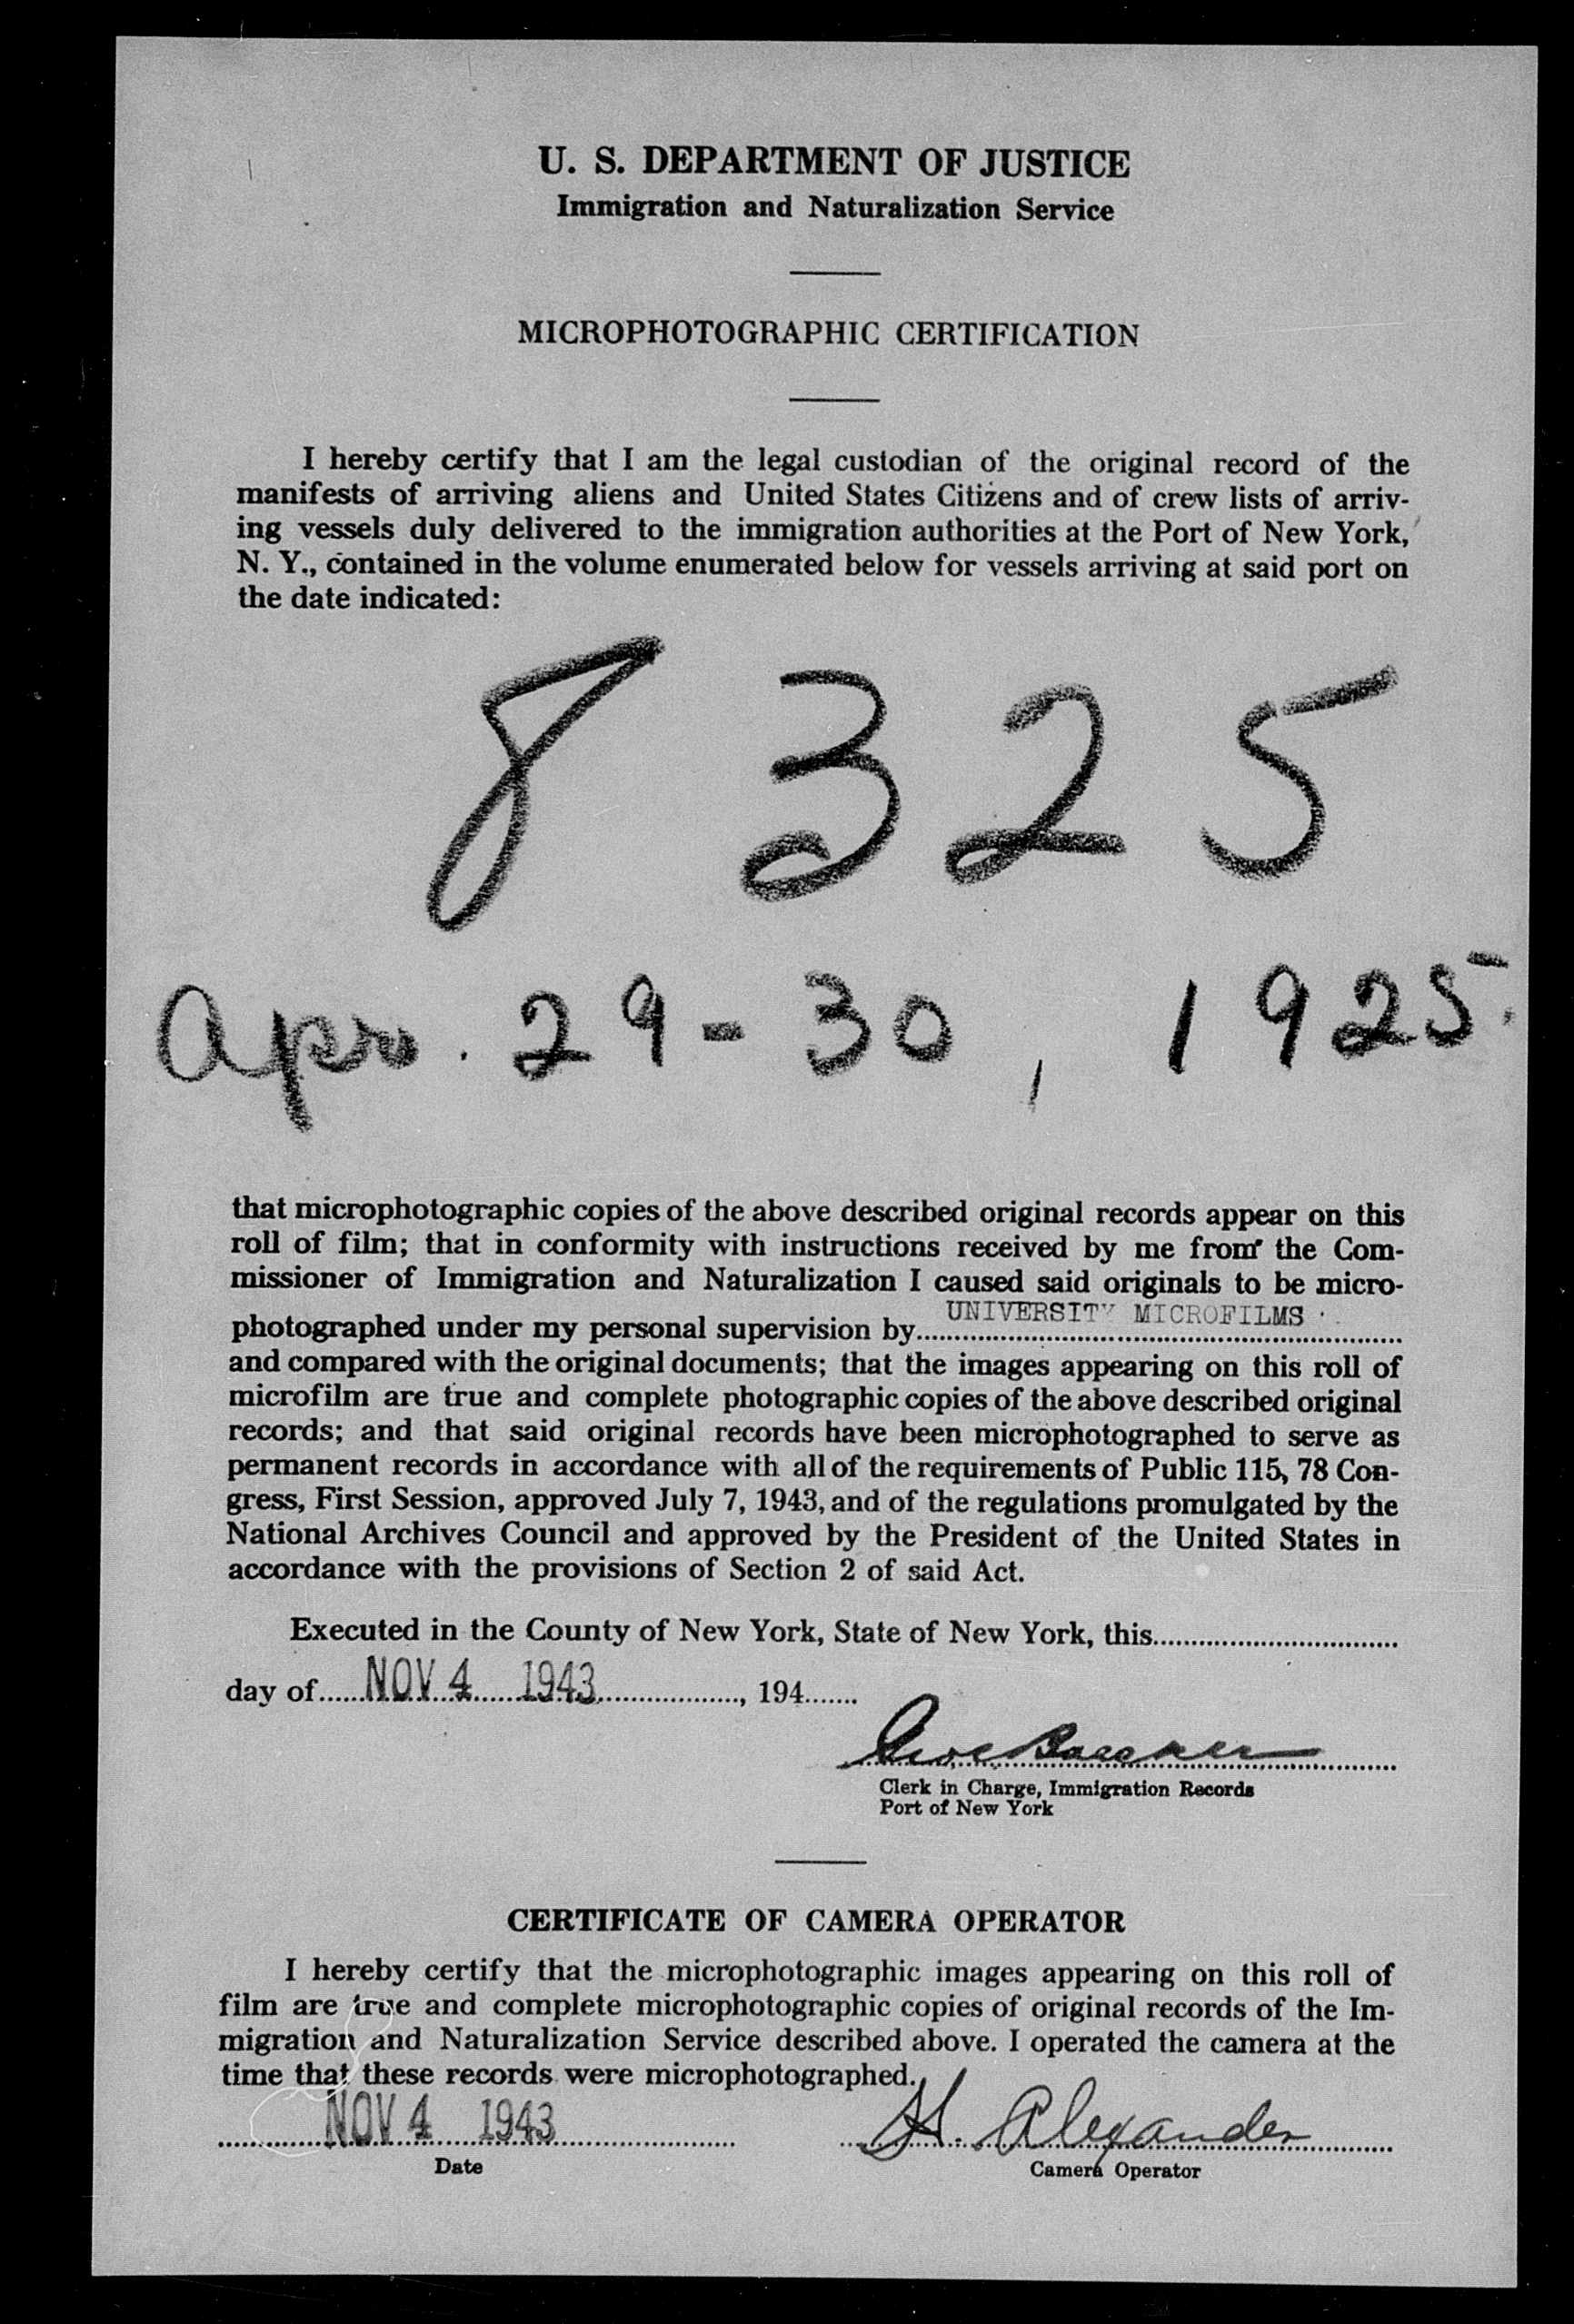 U. S. DEPARTMENT OF JUSTICE
Immigration and Naturalization Service
MICROPHOTOGRAPHIC CERTIFICATION
I hereby certify that I am the legal custodian of the original record of the
manifests of arriving aliens and United States Citizens and of crew lists of arriv-
ing vessels duly delivered to the immigration authorities at the Port of New York,
N. Y., contained in the volume enumerated below for vessels arriving at said port on
the date indicated:
8325
Apr. 29-30, 1925.
that microphotographic copies of the above described original records appear on this
roll of film; that in conformity with instructions received by me from the Com-
missioner of Immigration and Naturalization I caused said originals to be micro-
photographed under my personal supervision by UNIVERSITY MICROFILMS
and compared with the original documents; that the images appearing on this roll of
microfilm are true and complete photographic copies of the above described original
records; and that said original records have been microphotographed to serve as
permanent records in accordance with all of the requirements of Public 115, 78 Con-
gress, First Session, approved July 7, 1943, and of the regulations promulgated by the
National Archives Council and approved by the President of the United States in
accordance with the provisions of Section 2 of said Act.
Executed in the County of New York, State of New York, this
day of NOV 4 1943, 194
Clerk in Charge, Immigration Records
Port of New York
CERTIFICATE OF CAMERA OPERATOR
I hereby certify that the microphotographic images appearing on this roll of
film are true and complete microphotographic copies of original records of the Im-
migration and Naturalization Service described above. I operated the camera at the
time that these records were microphotographed.
NOV 4 1943 H. Alexander
Date Camera Operator